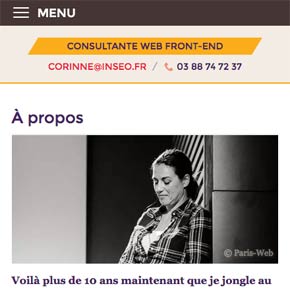 MENU
CONSULTANTE WEB FRONT-END
CORINNE@INSEO.FR / 03 88 74 72 37
À propos
© Paris-Web
Voilà plus de 10 ans maintenant que je jongle au